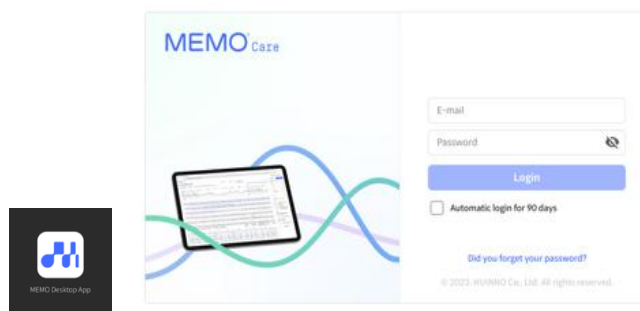 MEMO Care
E-mail
Password
Login
Automatic login for 90 days
Did you forget your password?
© 2023. HUINNO Co., Ltd. All rights reserved.
MEMO Desktop App